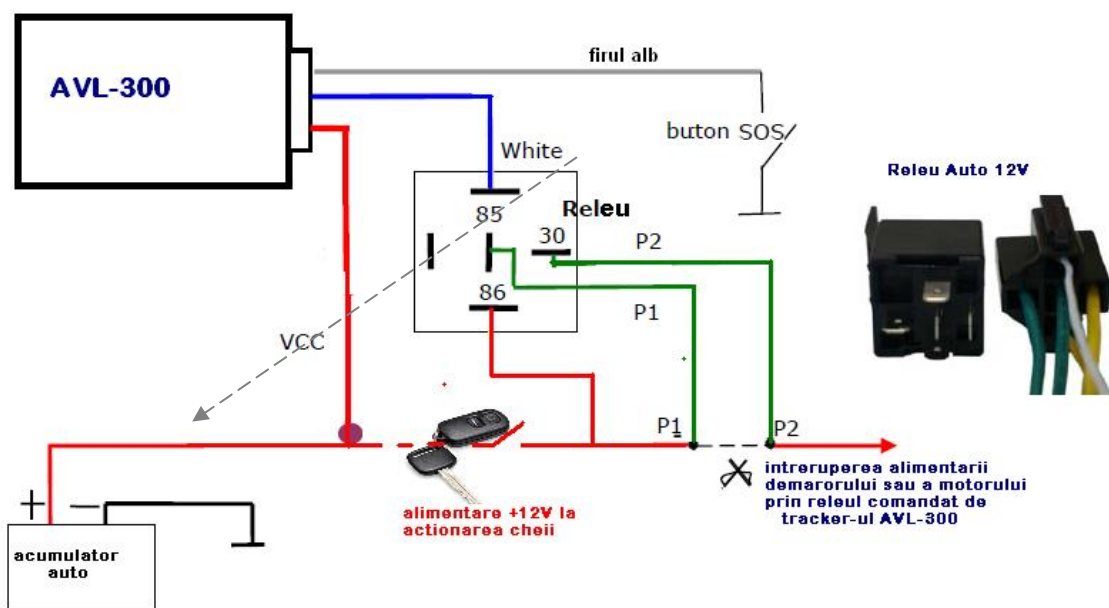 firul alb
AVL-300
buton SOS
White
Releu Auto 12V
85
Releu
30
P2
86
P1
VCC
P1
P2
+
−
intreruperea alimentarii
demarorului sau a motorului
prin releul comandat de
tracker-ul AVL-300
alimentare +12V la
actionarea cheii
acumulator
auto